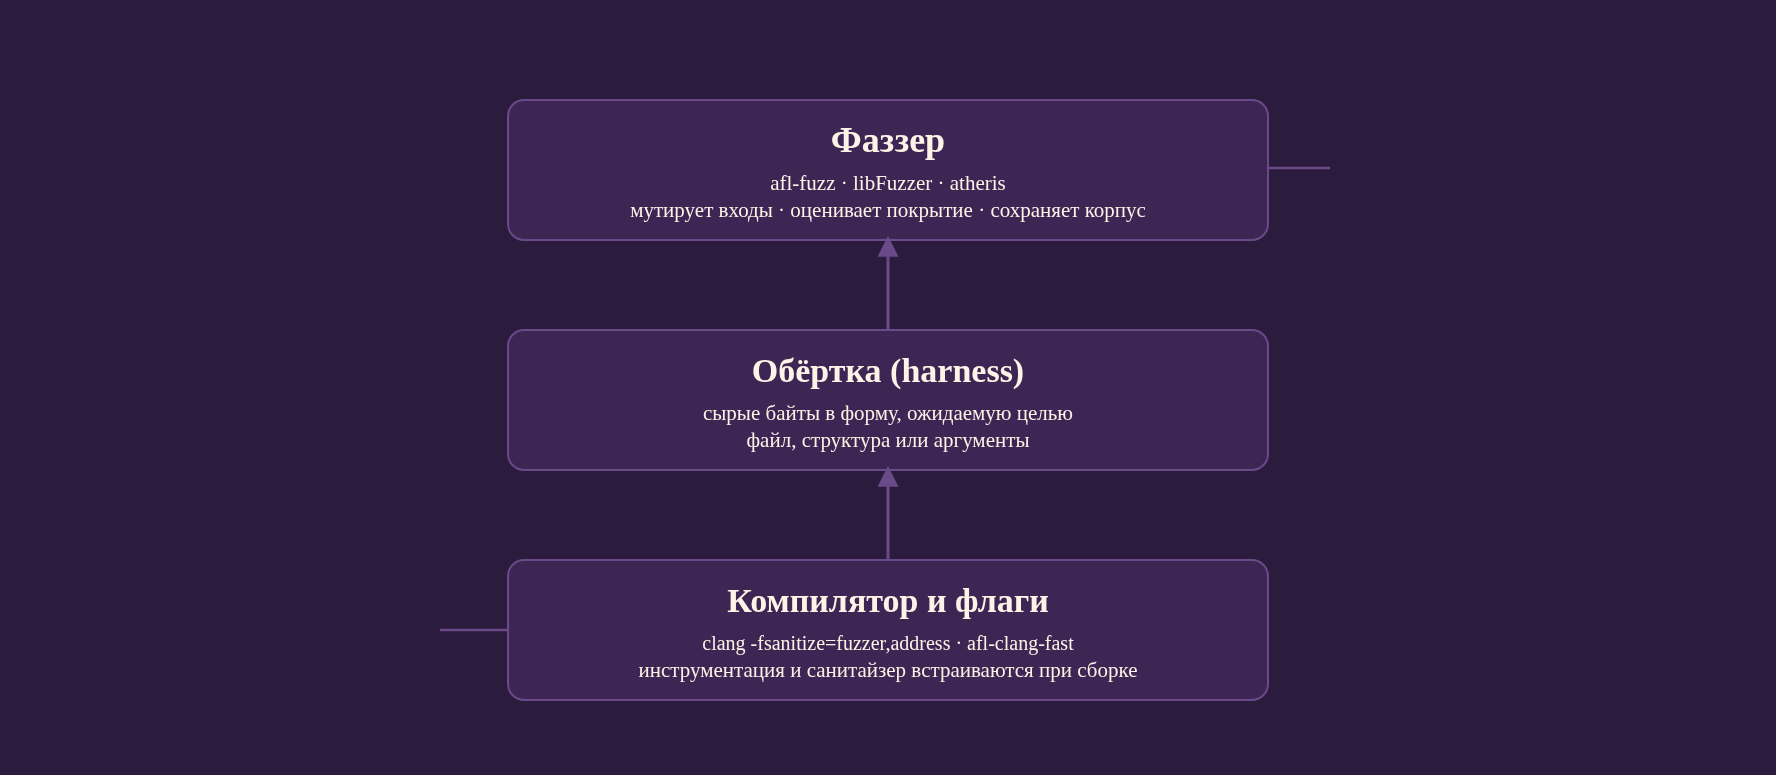 Фаззер
afl-fuzz · libFuzzer · atheris
мутирует входы · оценивает покрытие · сохраняет корпус
Обёртка (harness)
сырые байты в форму, ожидаемую целью
файл, структура или аргументы
Компилятор и флаги
clang -fsanitize=fuzzer,address · afl-clang-fast
инструментация и санитайзер встраиваются при сборке